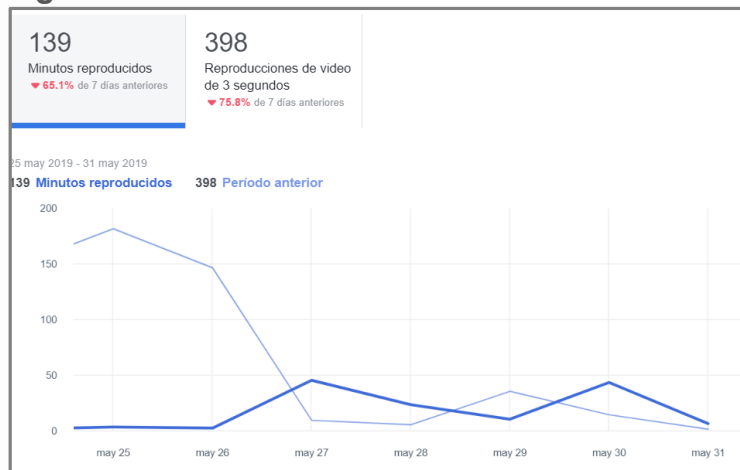 139
Minutos reproducidos
65.1% de 7 días anteriores
398
Reproducciones de video
de 3 segundos
75.8% de 7 días anteriores
25 may 2019 - 31 may 2019
139 Minutos reproducidos 398 Período anterior
200
150
100
50
0
may 25 may 26 may 27 may 28 may 29 may 30 may 31